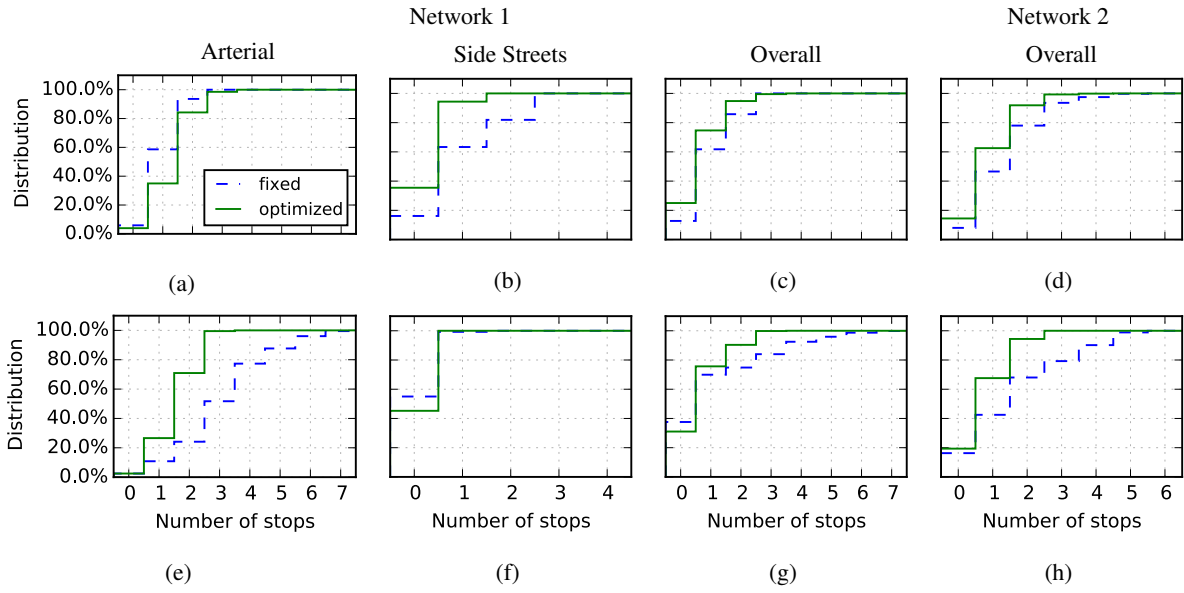 Network 1
Network 2
Arterial
Side Streets
Overall
Overall
Distribution
100.0%
80.0%
60.0%
40.0%
20.0%
0.0%
fixed
optimized
(a)
(b)
(c)
(d)
Distribution
100.0%
80.0%
60.0%
40.0%
20.0%
0.0%
0 1 2 3 4 5 6 7
0 1 2 3 4
0 1 2 3 4 5 6 7
0 1 2 3 4 5 6
Number of stops
Number of stops
Number of stops
Number of stops
(e)
(f)
(g)
(h)